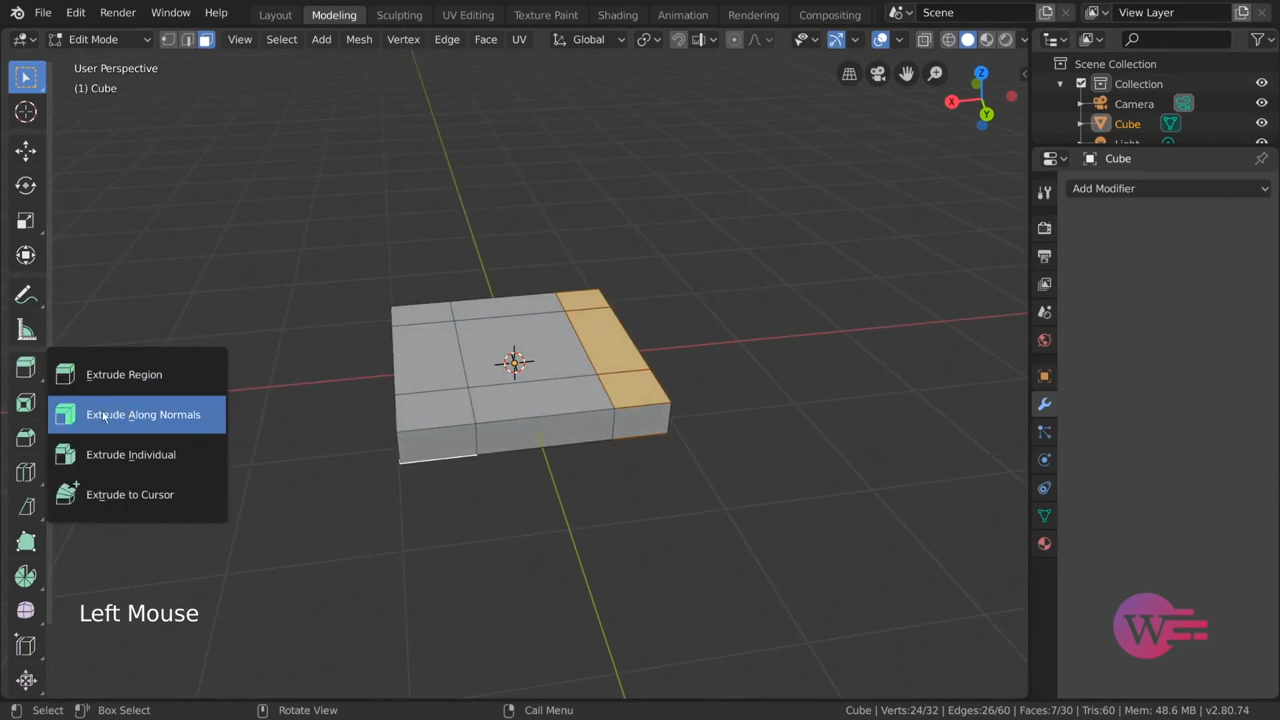 File Edit Render Window Help Layout Modeling Sculpting UV Editing Texture Paint Shading Animation Rendering Compositing Scene View Layer
Edit Mode View Select Add Mesh Vertex Edge Face UV Global
User Perspective
(1) Cube
Scene Collection
Collection
Camera
Cube
Light
Cube
Add Modifier
X
Y
Z
Extrude Region
Extrude Along Normals
Extrude Individual
Extrude to Cursor
Left Mouse
W
Select Box Select Rotate View Call Menu Cube | Verts:24/32 | Edges:26/60 | Faces:7/30 | Tris:60 | Mem: 48.6 MB | v2.80.74